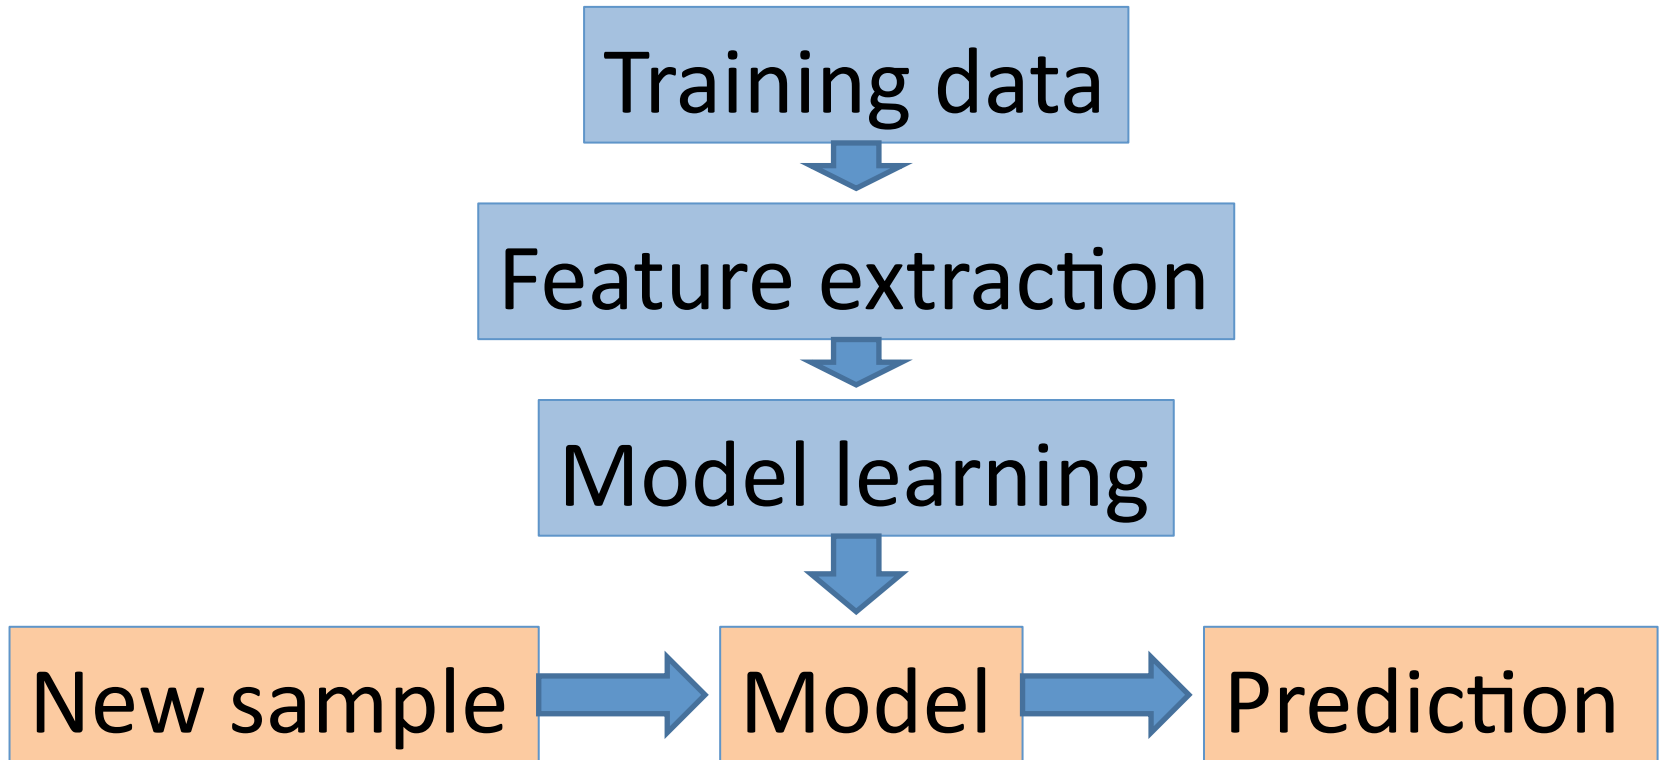 Training data
Feature extraction
Model learning
New sample
Model
Prediction